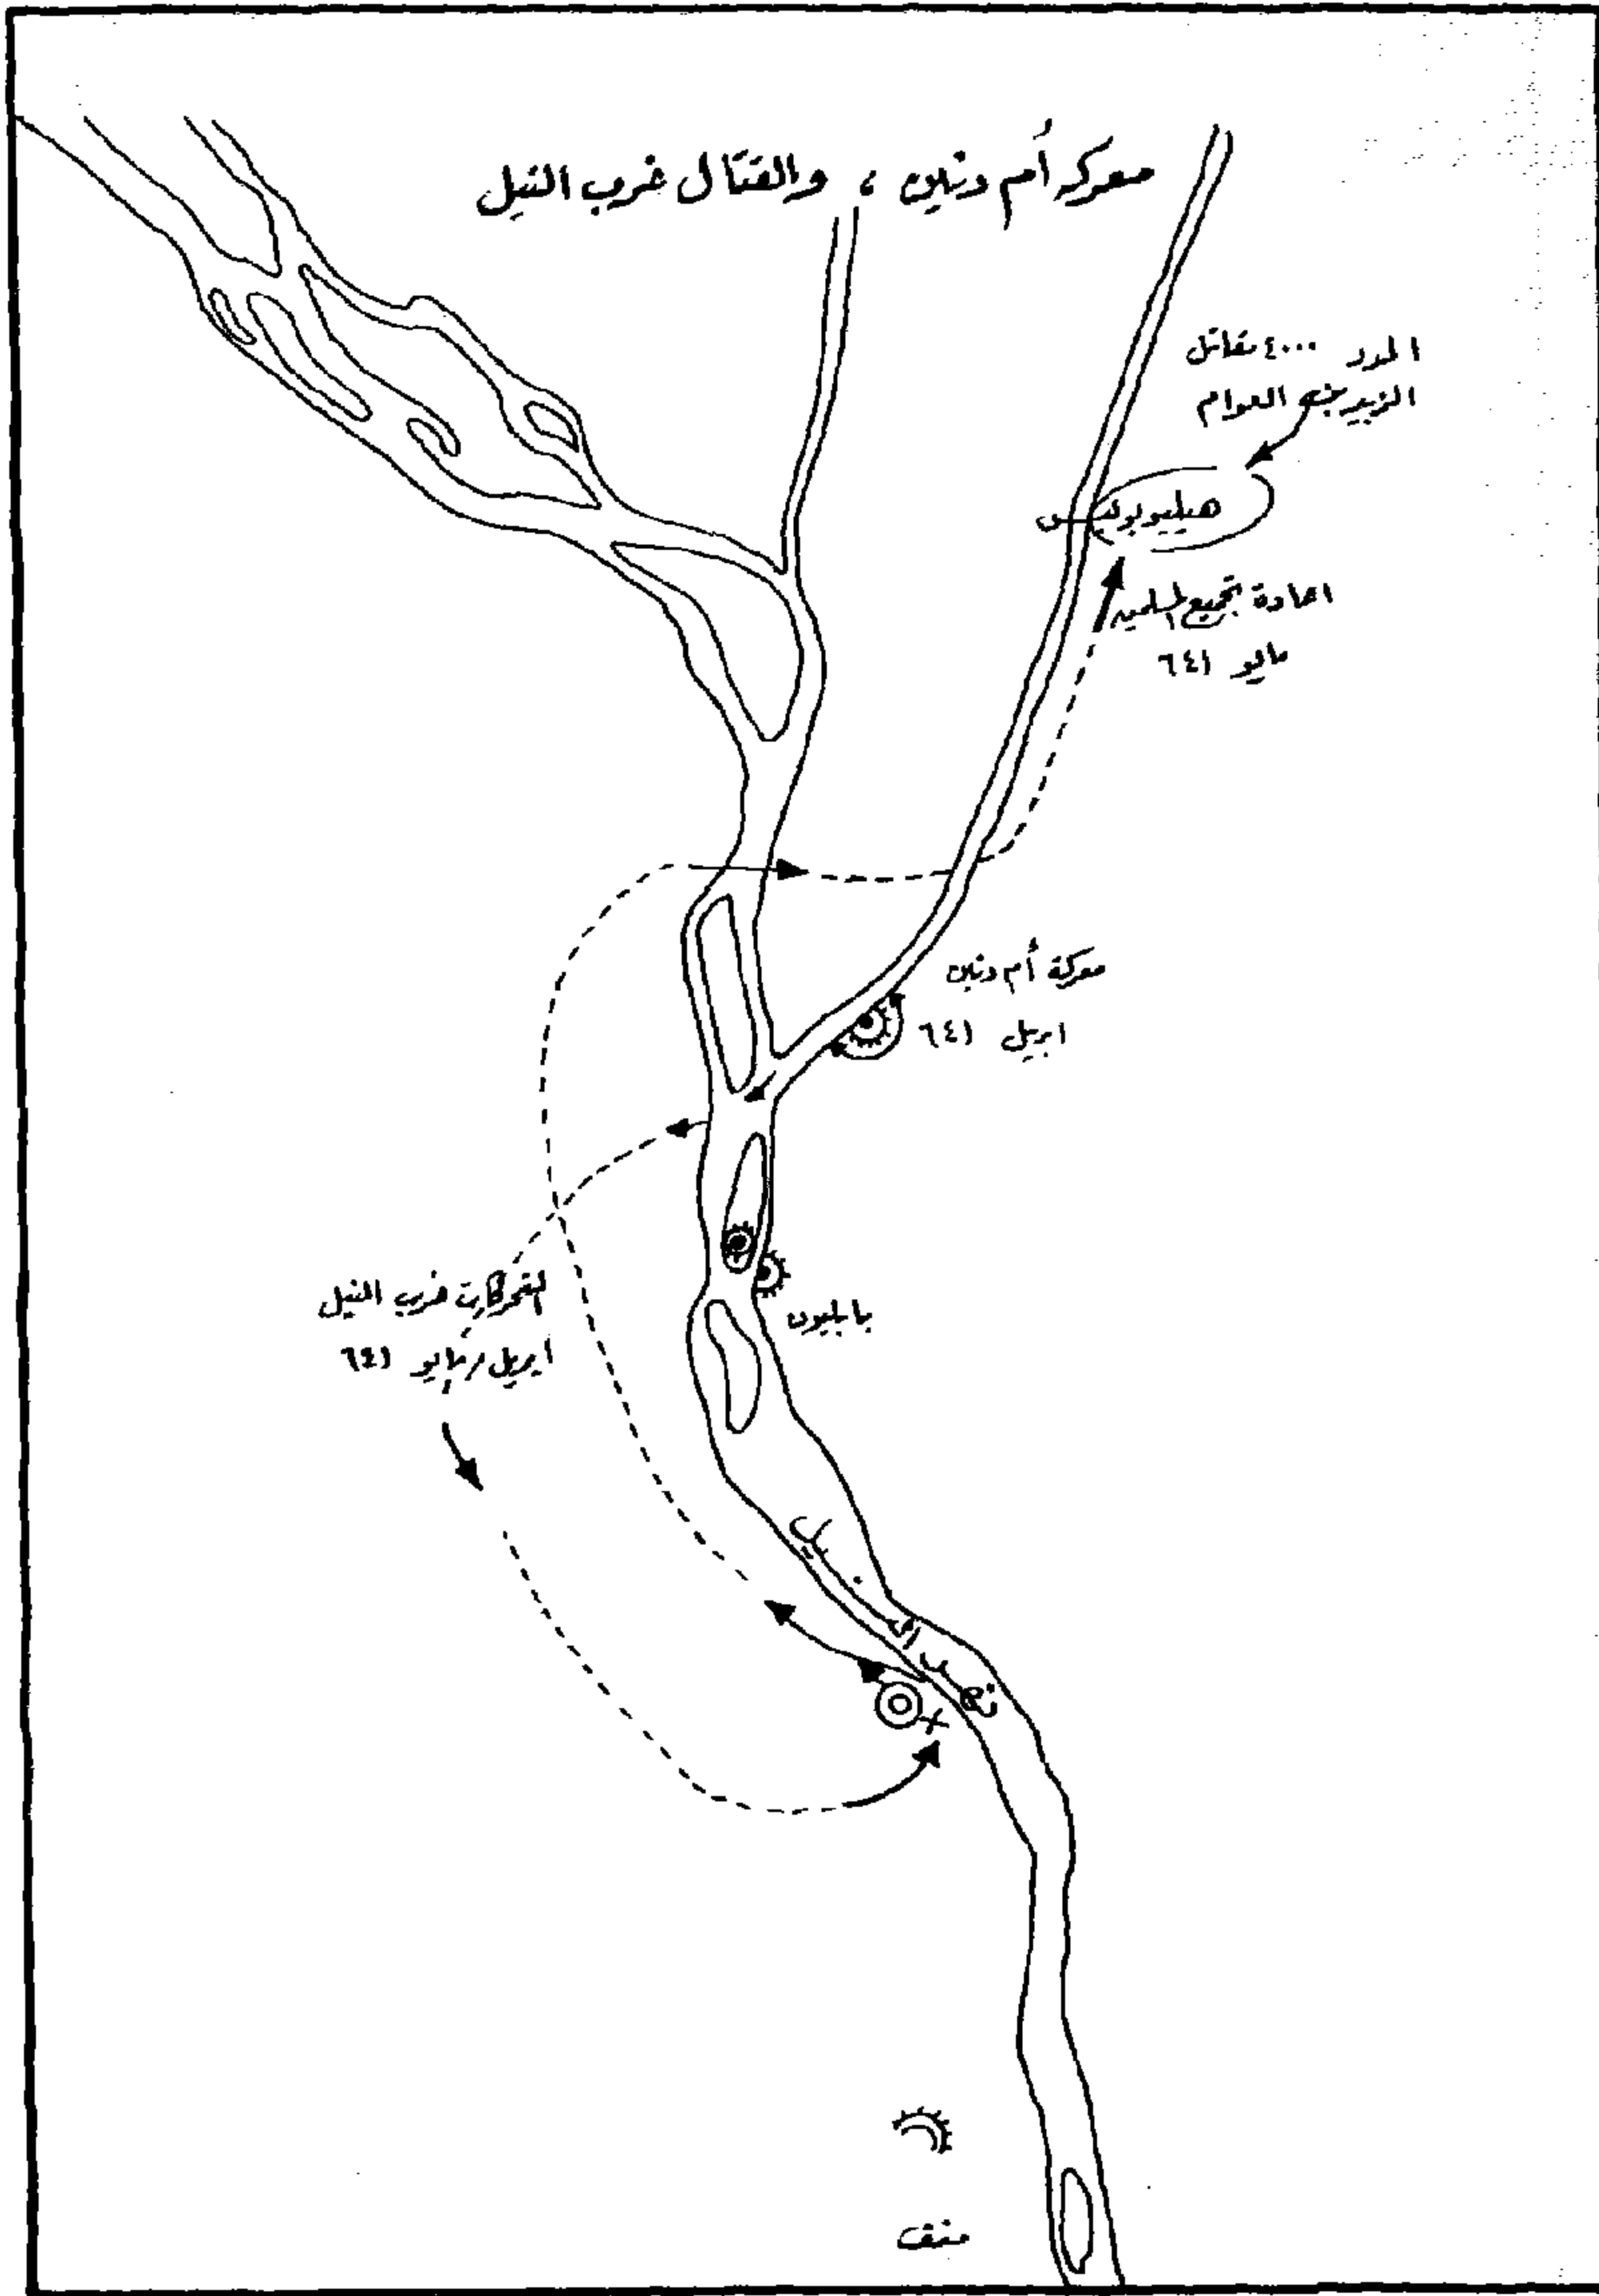 معركة أم دنين ، والقتال غرب النيل
المدد ٤٠٠٠ مقاتل
الزبير بن العوام
هليوبوليس
اعادة تجميع المسلمين
مايو ٦٤١
معركة أم دنين
ابريل ٦٤١
التحركات غرب النيل
ابريل / مايو ٦٤١
بابليون
نهر النيل
منف